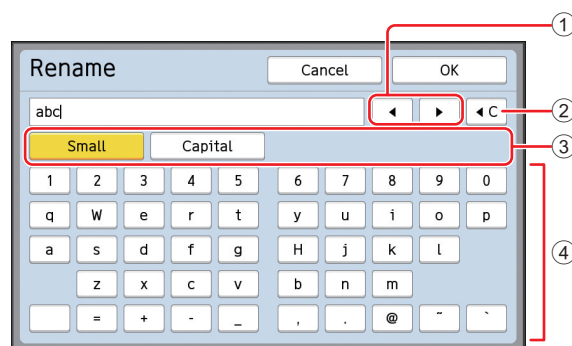 ①
Rename Cancel OK
abc ◀ ▶ ◀C ②
Small Capital ③
1 2 3 4 5 6 7 8 9 0
q W e r t y u i o p
a s d f g H j k l ④
z x c v b n m
= + - _ , . @ ~ `